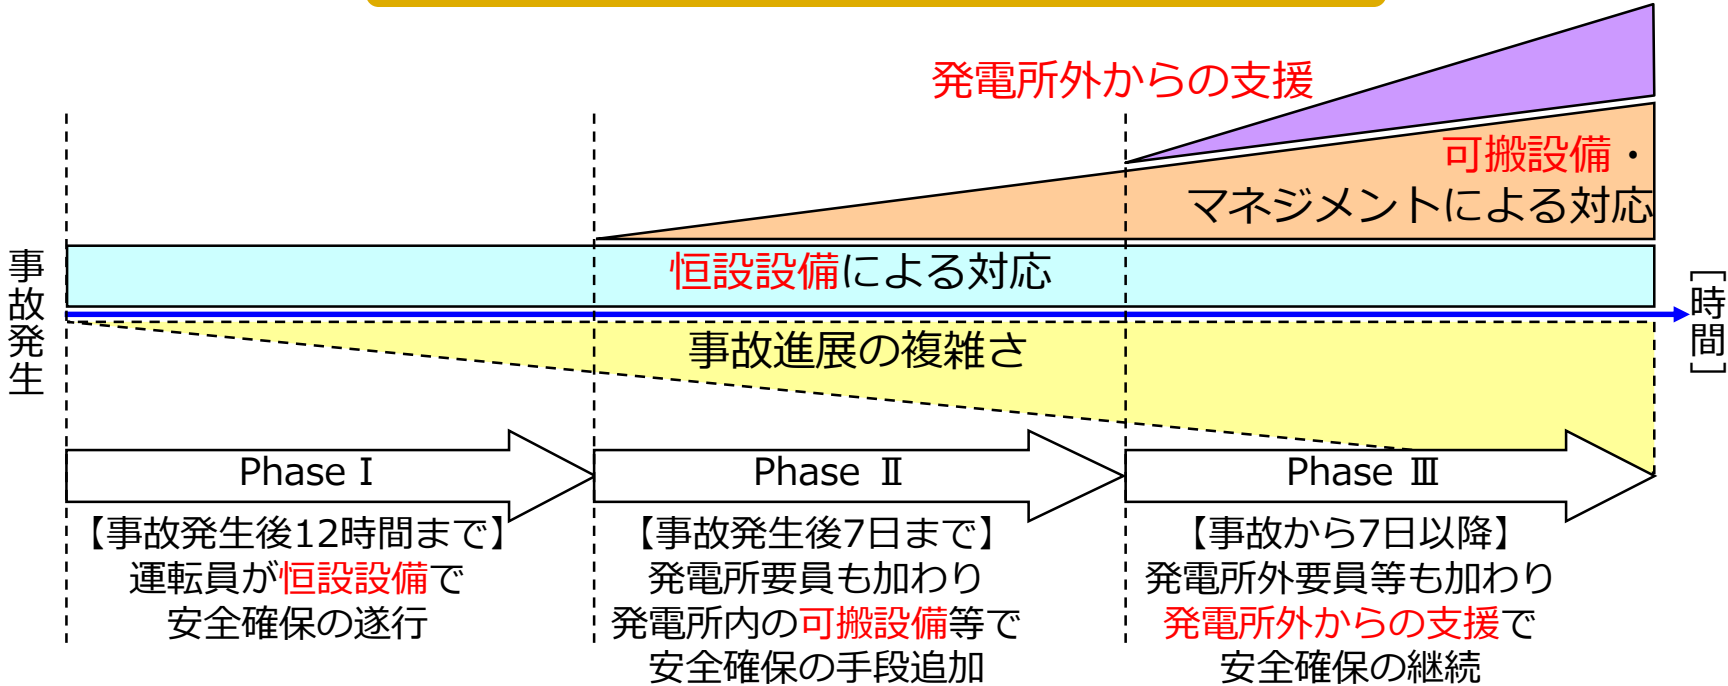 発電所外からの支援
可搬設備・
マネジメントによる対応
事故発生
恒設設備による対応
[時間]
事故進展の複雑さ
Phase Ⅰ
Phase Ⅱ
Phase Ⅲ
【事故発生後12時間まで】
運転員が恒設設備で
安全確保の遂行
【事故発生後7日まで】
発電所要員も加わり
発電所内の可搬設備等で
安全確保の手段追加
【事故から7日以降】
発電所外要員等も加わり
発電所外からの支援で
安全確保の継続